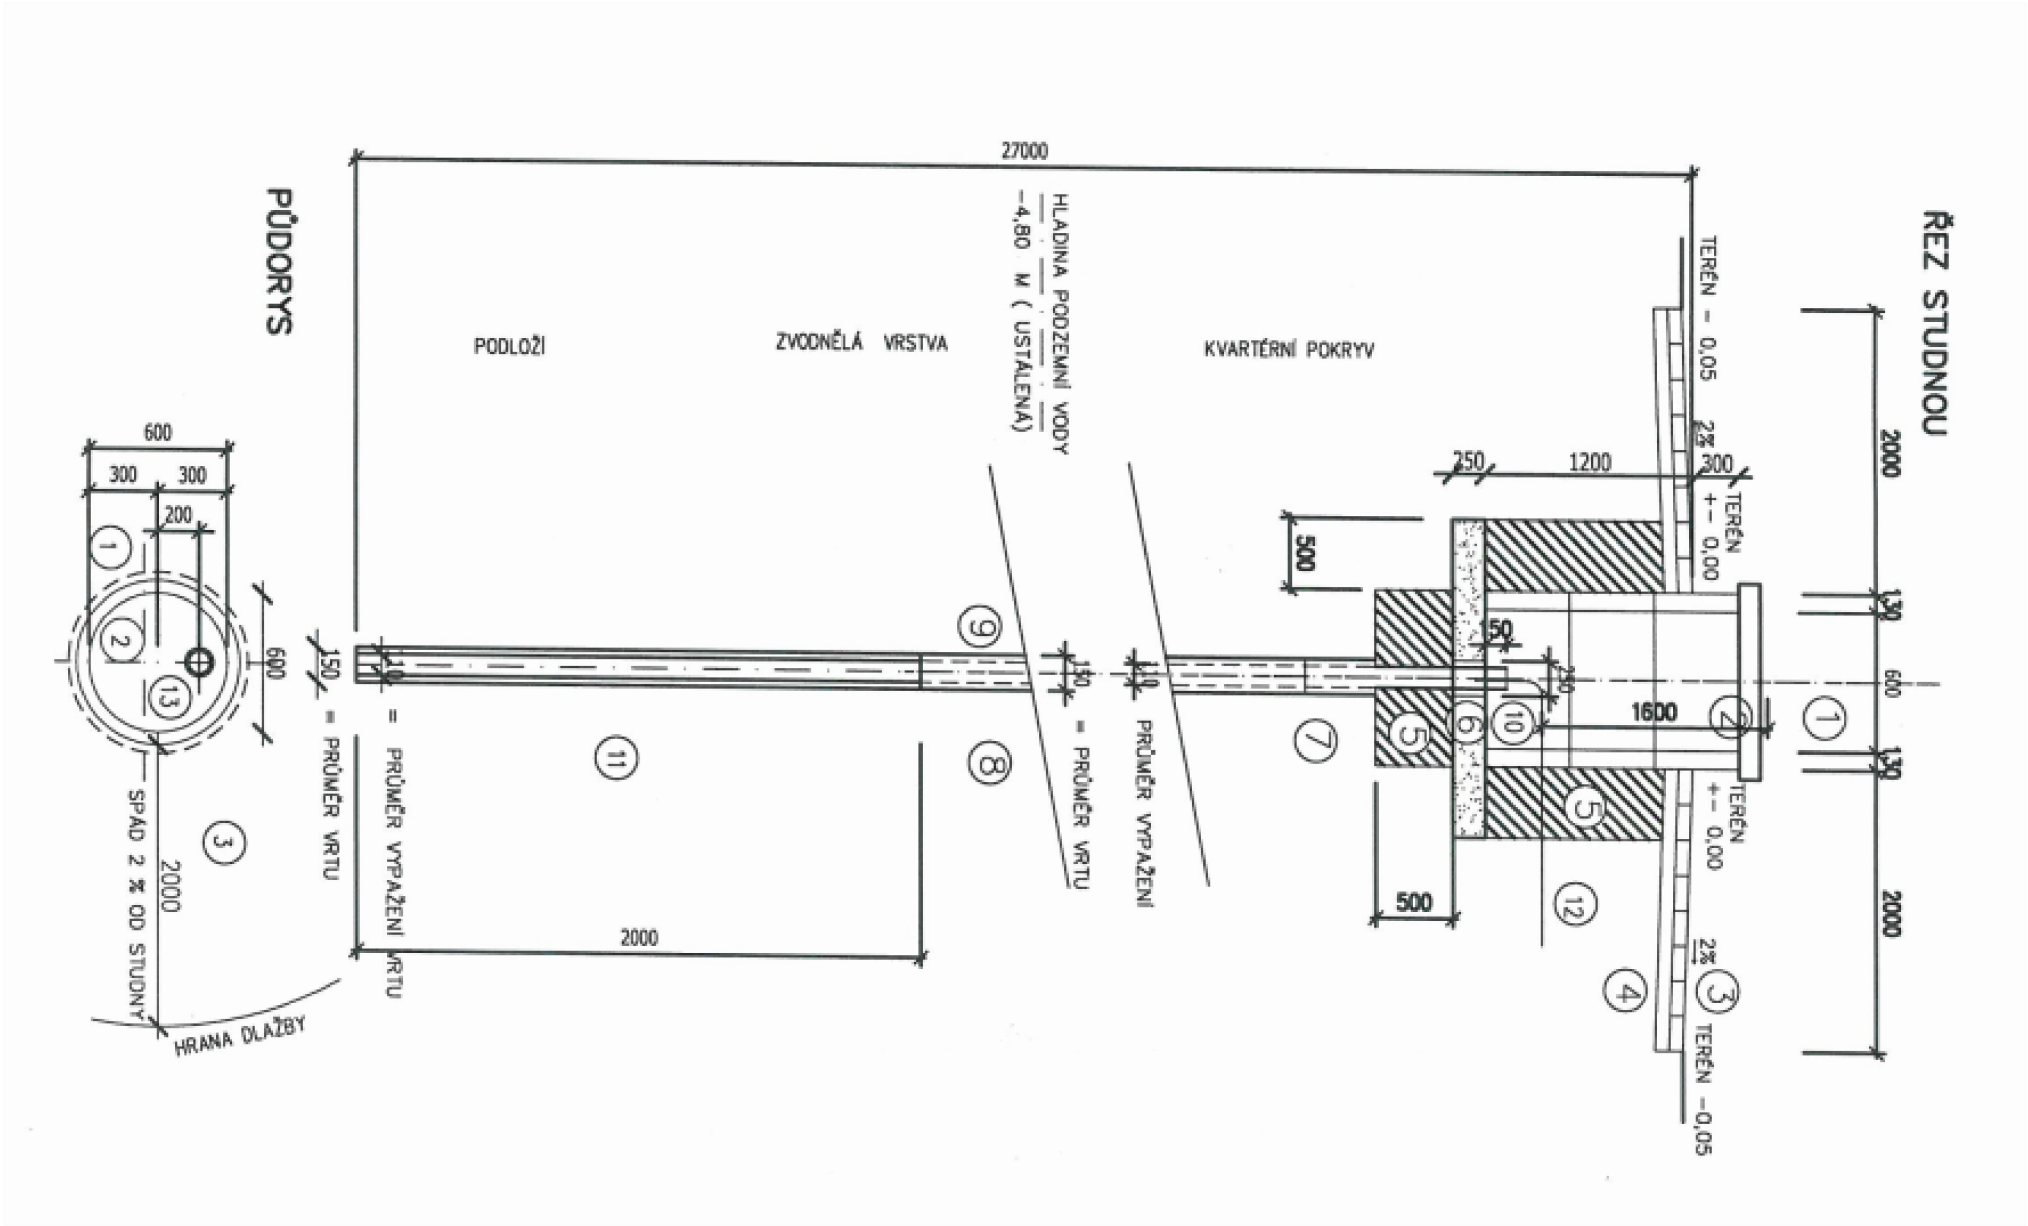 ŘEZ STUDNOU
2000
130
600
130
2000
TERÉN - 0,05
2%
300
TERÉN
+- 0,00
1
2
1600
TERÉN
+- 0,00
2%
3
TERÉN -0,05
4
27000
250
1200
500
50
250
5
6
10
5
12
500
7
KVARTÉRNÍ POKRYV
HLADINA PODZEMNÍ VODY
-4,80 M ( USTÁLENÁ)
ZVODNĚLÁ VRSTVA
PODLOŽÍ
110
PRŮMĚR VYPAŽENÍ
150
= PRŮMĚR VRTU
9
8
11
2000
= PRŮMĚR VYPAŽENÍ VRTU
150
= PRŮMĚR VRTU
PŮDORYS
600
300
300
200
600
1
2
13
3
2000
SPÁD 2 % OD STUDNY
HRANA DLAŽBY